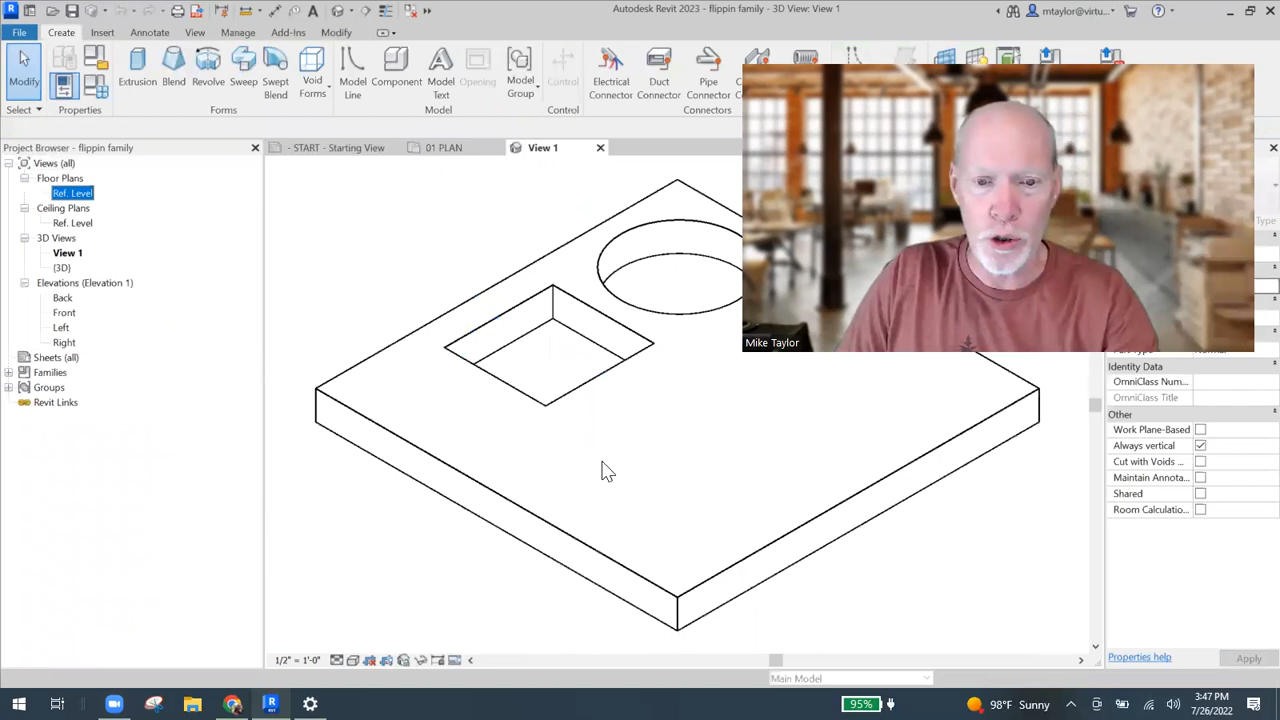 Autodesk Revit 2023 - flippin family - 3D View: View 1
mtaylor@virtu...
File Create Insert Annotate View Manage Add-Ins Modify
Modify Extrusion Blend Revolve Sweep Swept Blend Void Forms Model Line Component Model Text Opening Model Group Control Electrical Connector Duct Connector Pipe Connector
Select Properties Forms Model Control Connectors
Project Browser - flippin family - START - Starting View 01 PLAN View 1
Views (all)
Floor Plans
Ref. Level
Ceiling Plans
Ref. Level
3D Views
View 1
{3D}
Elevations (Elevation 1)
Back
Front
Left
Right
Sheets (all)
Families
Groups
Revit Links
Mike Taylor
Identity Data
OmniClass Num...
OmniClass Title
Other
Work Plane-Based
Always vertical
Cut with Voids ...
Maintain Annota...
Shared
Room Calculatio...
1/2" = 1'-0"
Properties help Apply
Main Model
95% 98°F Sunny 3:47 PM
7/26/2022